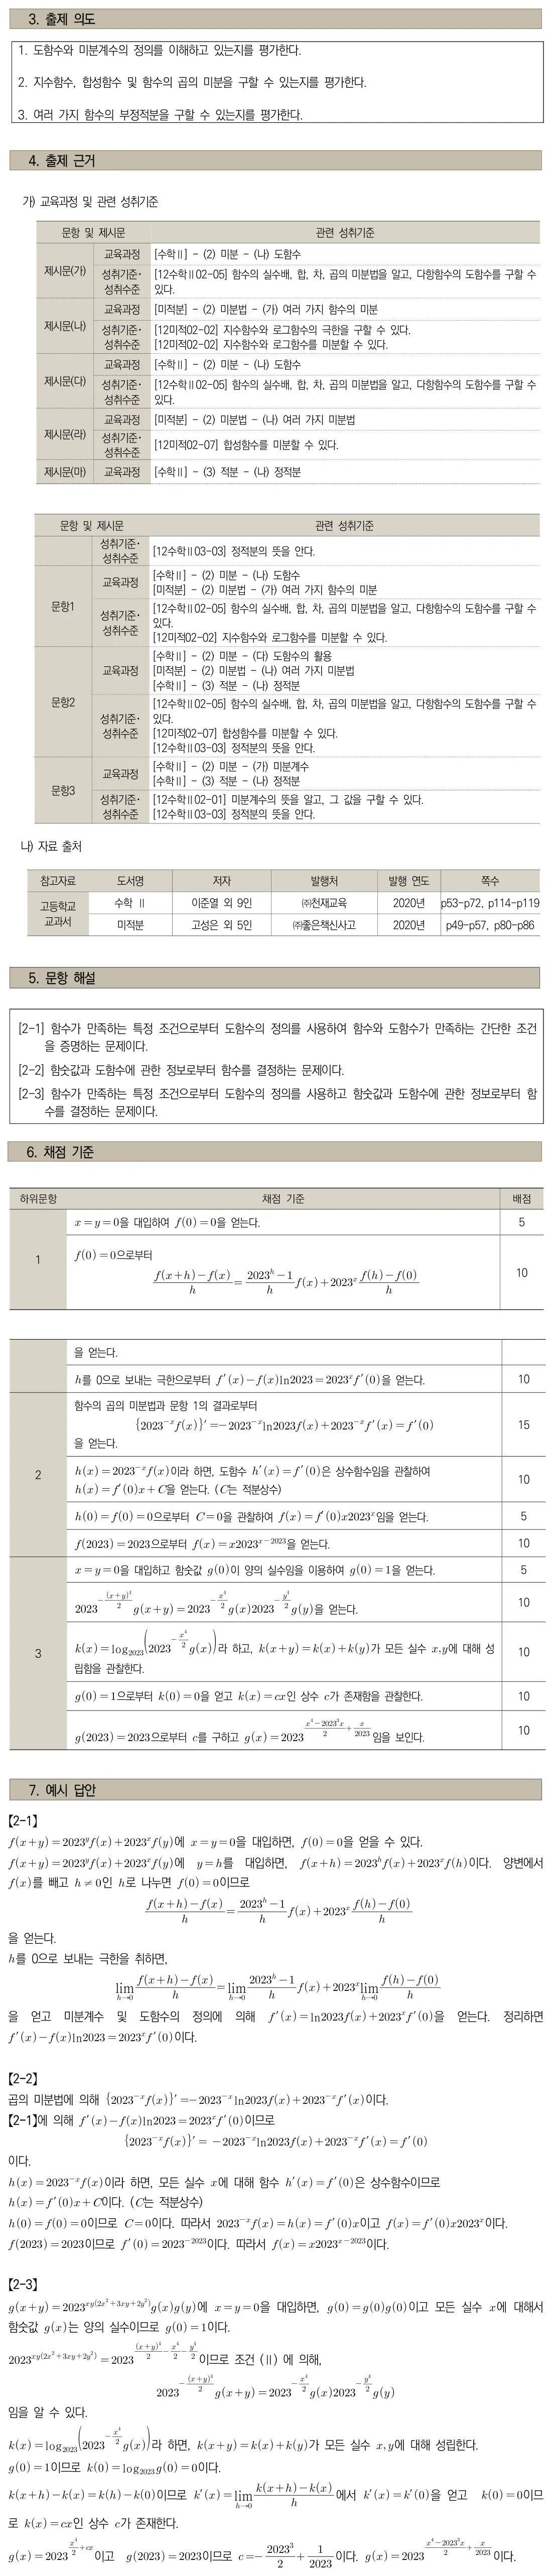 3. 출제 의도
1. 도함수와 미분계수의 정의를 이해하고 있는지를 평가한다.
2. 지수함수, 합성함수 및 함수의 곱의 미분을 구할 수 있는지를 평가한다.
3. 여러 가지 함수의 부정적분을 구할 수 있는지를 평가한다.
4. 출제 근거
가) 교육과정 및 관련 성취기준
문항 및 제시문 관련 성취기준
제시문(가) 교육과정 [수학Ⅱ] - (2) 미분 - (나) 도함수
성취기준·성취수준 [12수학Ⅱ02-05] 함수의 실수배, 합, 차, 곱의 미분법을 알고, 다항함수의 도함수를 구할 수 있다.
제시문(나) 교육과정 [미적분] - (2) 미분법 - (가) 여러 가지 함수의 미분
성취기준·성취수준 [12미적02-02] 지수함수와 로그함수의 극한을 구할 수 있다.
[12미적02-02] 지수함수와 로그함수를 미분할 수 있다.
제시문(다) 교육과정 [수학Ⅱ] - (2) 미분 - (나) 도함수
성취기준·성취수준 [12수학Ⅱ02-05] 함수의 실수배, 합, 차, 곱의 미분법을 알고, 다항함수의 도함수를 구할 수 있다.
제시문(라) 교육과정 [미적분] - (2) 미분법 - (나) 여러 가지 미분법
성취기준·성취수준 [12미적02-07] 합성함수를 미분할 수 있다.
제시문(마) 교육과정 [수학Ⅱ] - (3) 적분 - (나) 정적분
문항 및 제시문 관련 성취기준
성취기준·성취수준 [12수학Ⅱ03-03] 정적분의 뜻을 안다.
문항1 교육과정 [수학Ⅱ] - (2) 미분 - (나) 도함수
[미적분] - (2) 미분법 - (가) 여러 가지 함수의 미분
성취기준·성취수준 [12수학Ⅱ02-05] 함수의 실수배, 합, 차, 곱의 미분법을 알고, 다항함수의 도함수를 구할 수 있다.
[12미적02-02] 지수함수와 로그함수를 미분할 수 있다.
문항2 교육과정 [수학Ⅱ] - (2) 미분 - (다) 도함수의 활용
[미적분] - (2) 미분법 - (나) 여러 가지 미분법
[수학Ⅱ] - (3) 적분 - (나) 정적분
성취기준·성취수준 [12수학Ⅱ02-05] 함수의 실수배, 합, 차, 곱의 미분법을 알고, 다항함수의 도함수를 구할 수 있다.
[12미적02-07] 합성함수를 미분할 수 있다.
[12수학Ⅱ03-03] 정적분의 뜻을 안다.
문항3 교육과정 [수학Ⅱ] - (2) 미분 - (가) 미분계수
[수학Ⅱ] - (3) 적분 - (나) 정적분
성취기준·성취수준 [12수학Ⅱ02-01] 미분계수의 뜻을 알고, 그 값을 구할 수 있다.
[12수학Ⅱ03-03] 정적분의 뜻을 안다.
나) 자료 출처
참고자료 도서명 저자 발행처 발행 연도 쪽수
고등학교 교과서 수학 Ⅱ 이준열 외 9인 ㈜천재교육 2020년 p53-p72, p114-p119
미적분 고성은 외 5인 ㈜좋은책신사고 2020년 p49-p57, p80-p86
5. 문항 해설
[2-1] 함수가 만족하는 특정 조건으로부터 도함수의 정의를 사용하여 함수와 도함수가 만족하는 간단한 조건
을 증명하는 문제이다.
[2-2] 함숫값과 도함수에 관한 정보로부터 함수를 결정하는 문제이다.
[2-3] 함수가 만족하는 특정 조건으로부터 도함수의 정의를 사용하고 함숫값과 도함수에 관한 정보로부터 함
수를 결정하는 문제이다.
6. 채점 기준
하위문항 채점 기준 배점
1 x=y=0을 대입하여 f(0)=0을 얻는다. 5
f(0)=0으로부터
\frac{f(x+h)-f(x)}{h}=\frac{2023^h-1}{h}f(x)+2023^x\frac{f(h)-f(0)}{h} 10
을 얻는다.
h를 0으로 보내는 극한으로부터 f'(x)-f(x)ln2023=2023^x f'(0)을 얻는다. 10
2 함수의 곱의 미분법과 문항 1의 결과로부터
{2023^{-x}f(x)}'=-2023^{-x}ln2023f(x)+2023^{-x}f'(x)=f'(0) 15
을 얻는다.
h(x)=2023^{-x}f(x)이라 하면, 도함수 h'(x)=f'(0)은 상수함수임을 관찰하여
h(x)=f'(0)x+C을 얻는다. (C는 적분상수) 10
h(0)=f(0)=0으로부터 C=0을 관찰하여 f(x)=f'(0)x2023^x임을 얻는다. 5
f(2023)=2023으로부터 f(x)=x2023^{x-2023}을 얻는다. 10
3 x=y=0을 대입하고 함숫값 g(0)이 양의 실수임을 이용하여 g(0)=1을 얻는다. 5
2023^{-\frac{(x+y)^4}{2}}g(x+y)=2023^{-\frac{x^4}{2}}g(x)2023^{-\frac{y^4}{2}}g(y)을 얻는다. 10
k(x)=log_{2023}(2023^{-\frac{x^4}{2}}g(x))라 하고, k(x+y)=k(x)+k(y)가 모든 실수 x,y에 대해 성
립함을 관찰한다. 10
g(0)=1으로부터 k(0)=0을 얻고 k(x)=cx인 상수 c가 존재함을 관찰한다. 10
g(2023)=2023으로부터 c를 구하고 g(x)=2023^{\frac{x^4-2023^3x}{2}+\frac{x}{2023}}임을 보인다. 10
7. 예시 답안
【2-1】
f(x+y)=2023^y f(x)+2023^x f(y)에 x=y=0을 대입하면, f(0)=0을 얻을 수 있다.
f(x+y)=2023^y f(x)+2023^x f(y)에 y=h를 대입하면, f(x+h)=2023^h f(x)+2023^x f(h)이다. 양변에서
f(x)를 빼고 h≠0인 h로 나누면 f(0)=0이므로
\frac{f(x+h)-f(x)}{h}=\frac{2023^h-1}{h}f(x)+2023^x\frac{f(h)-f(0)}{h}
을 얻는다.
h를 0으로 보내는 극한을 취하면,
\lim_{h→0}\frac{f(x+h)-f(x)}{h}=\lim_{h→0}\frac{2023^h-1}{h}f(x)+2023^x\lim_{h→0}\frac{f(h)-f(0)}{h}
을 얻고 미분계수 및 도함수의 정의에 의해 f'(x)=ln2023f(x)+2023^x f'(0)을 얻는다. 정리하면
f'(x)-f(x)ln2023=2023^x f'(0)이다.
【2-2】
곱의 미분법에 의해 {2023^{-x}f(x)}'=-2023^{-x}ln2023f(x)+2023^{-x}f'(x)이다.
【2-1】에 의해 f'(x)-f(x)ln2023=2023^x f'(0)이므로
{2023^{-x}f(x)}'= -2023^{-x}ln2023f(x)+2023^{-x}f'(x)=f'(0)
이다.
h(x)=2023^{-x}f(x)이라 하면, 모든 실수 x에 대해 함수 h'(x)=f'(0)은 상수함수이므로
h(x)=f'(0)x+C이다. (C는 적분상수)
h(0)=f(0)=0이므로 C=0이다. 따라서 2023^{-x}f(x)=h(x)=f'(0)x이고 f(x)=f'(0)x2023^x이다.
f(2023)=2023이므로 f'(0)=2023^{-2023}이다. 따라서 f(x)=x2023^{x-2023}이다.
【2-3】
g(x+y)=2023^{xy(2x^2+3xy+2y^2)}g(x)g(y)에 x=y=0을 대입하면, g(0)=g(0)g(0)이고 모든 실수 x에 대해서
함숫값 g(x)는 양의 실수이므로 g(0)=1이다.
2023^{xy(2x^2+3xy+2y^2)}=2023^{\frac{(x+y)^4}{2}-\frac{x^4}{2}-\frac{y^4}{2}}이므로 조건 (Ⅱ) 에 의해,
2023^{-\frac{(x+y)^4}{2}}g(x+y)=2023^{-\frac{x^4}{2}}g(x)2023^{-\frac{y^4}{2}}g(y)
임을 알 수 있다.
k(x)=log_{2023}(2023^{-\frac{x^4}{2}}g(x))라 하면, k(x+y)=k(x)+k(y)가 모든 실수 x,y에 대해 성립한다.
g(0)=1이므로 k(0)=log_{2023}g(0)=0이다.
k(x+h)-k(x)=k(h)-k(0)이므로 k'(x)=\lim_{h→0}\frac{k(x+h)-k(x)}{h}에서 k'(x)=k'(0)을 얻고 k(0)=0이므
로 k(x)=cx인 상수 c가 존재한다.
g(x)=2023^{\frac{x^4}{2}+cx}이고 g(2023)=2023이므로 c=-\frac{2023^3}{2}+\frac{1}{2023}이다. g(x)=2023^{\frac{x^4-2023^3x}{2}+\frac{x}{2023}}이다.